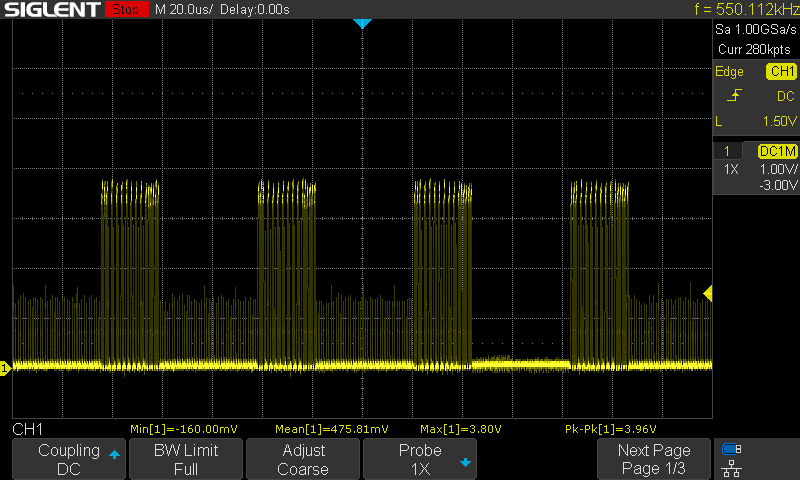 SIGLENT Stop M 20.0us/ Delay:0.00s f = 550.112kHz
Sa 1.00GSa/s
Curr 280kpts
Edge CH1
DC
L 1.50V
1 DC1M
1X 1.00V/
-3.00V
1
CH1 Min[1]=-160.00mV Mean[1]=475.81mV Max[1]=3.80V Pk-Pk[1]=3.96V
Coupling BW Limit Adjust Probe Next Page
DC Full Coarse 1X Page 1/3